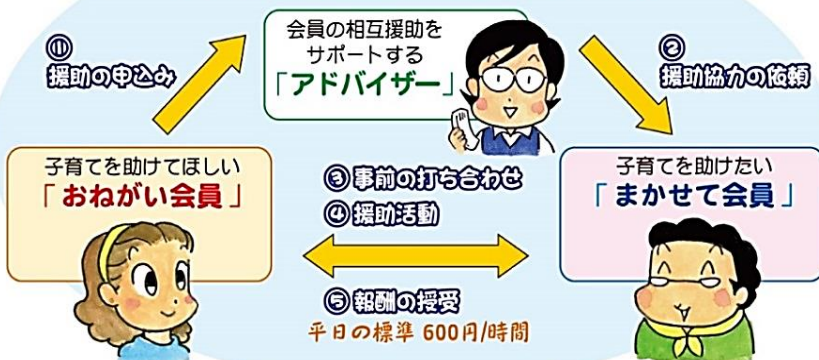 会員の相互援助を
サポートする
「アドバイザー」
①
援助の申込み
②
援助協力の依頼
子育てを助けてほしい
「おねがい会員」
③事前の打ち合わせ
④援助活動
⑤報酬の授受
平日の標準 600円/時間
子育てを助けたい
「まかせて会員」